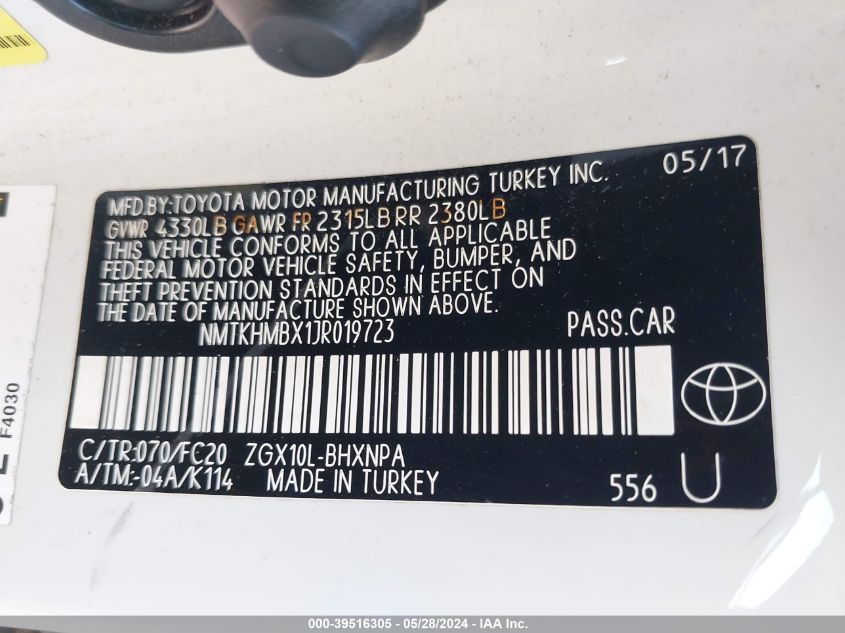 MFD.BY:TOYOTA MOTOR MANUFACTURING TURKEY INC. 05/17
GVWR 4330LB GAWR FR 2315LB RR 2380LB
THIS VEHICLE CONFORMS TO ALL APPLICABLE
FEDERAL MOTOR VEHICLE SAFETY, BUMPER, AND
THEFT PREVENTION STANDARDS IN EFFECT ON
THE DATE OF MANUFACTURE SHOWN ABOVE.
NMTKHMBX1JR019723 PASS.CAR
C/TR:070/FC20 ZGX10L-BHXNPA
A/TM:-04A/K114 MADE IN TURKEY 556 U
F4030
000-39516305 - 05/28/2024 - IAA Inc.